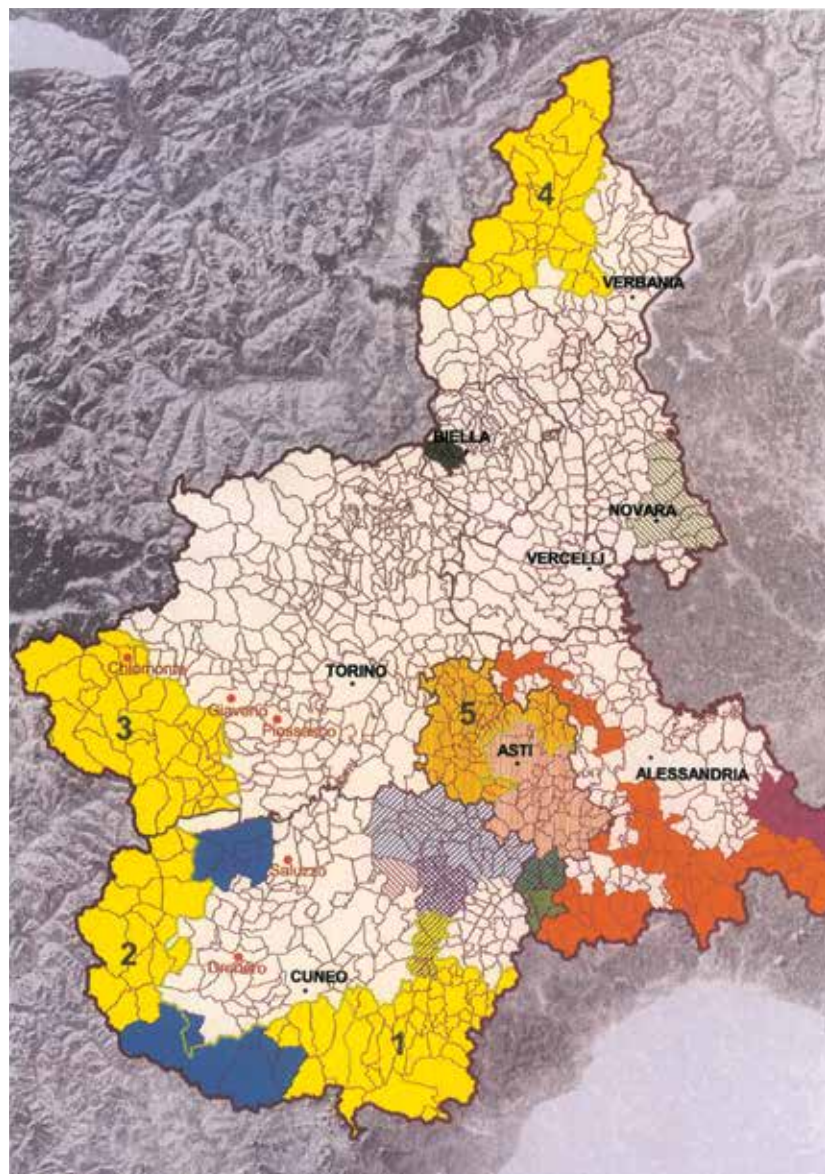 4
VERBANIA
BIELLA
NOVARA
VERCELLI
Chiomonte
TORINO
Giaveno
5
3
Piossasco
ASTI
ALESSANDRIA
Saluzzo
2
Dronero
CUNEO
1